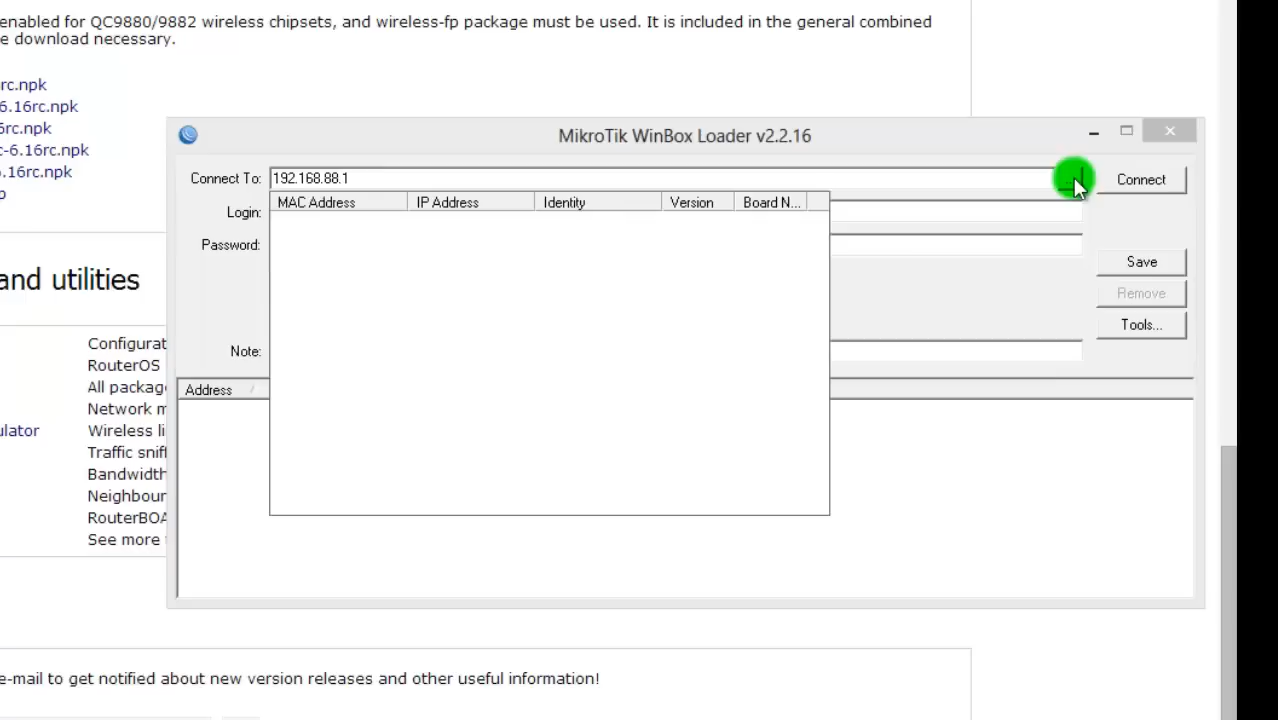 enabled for QC9880/9882 wireless chipsets, and wireless-fp package must be used. It is included in the general combined
e download necessary.
rc.npk
6.16rc.npk
6rc.npk
c-6.16rc.npk
.16rc.npk
p
MikroTik WinBox Loader v2.2.16
Connect To: 192.168.88.1 ... Connect
MAC Address IP Address Identity Version Board N...
Login:
Password:
Save
Remove
Tools...
Note:
Address
and utilities
Configurat
RouterOS
All package
Network m
ulator Wireless li
Traffic sniff
Bandwidth
Neighbour
RouterBOA
See more
e-mail to get notified about new version releases and other useful information!